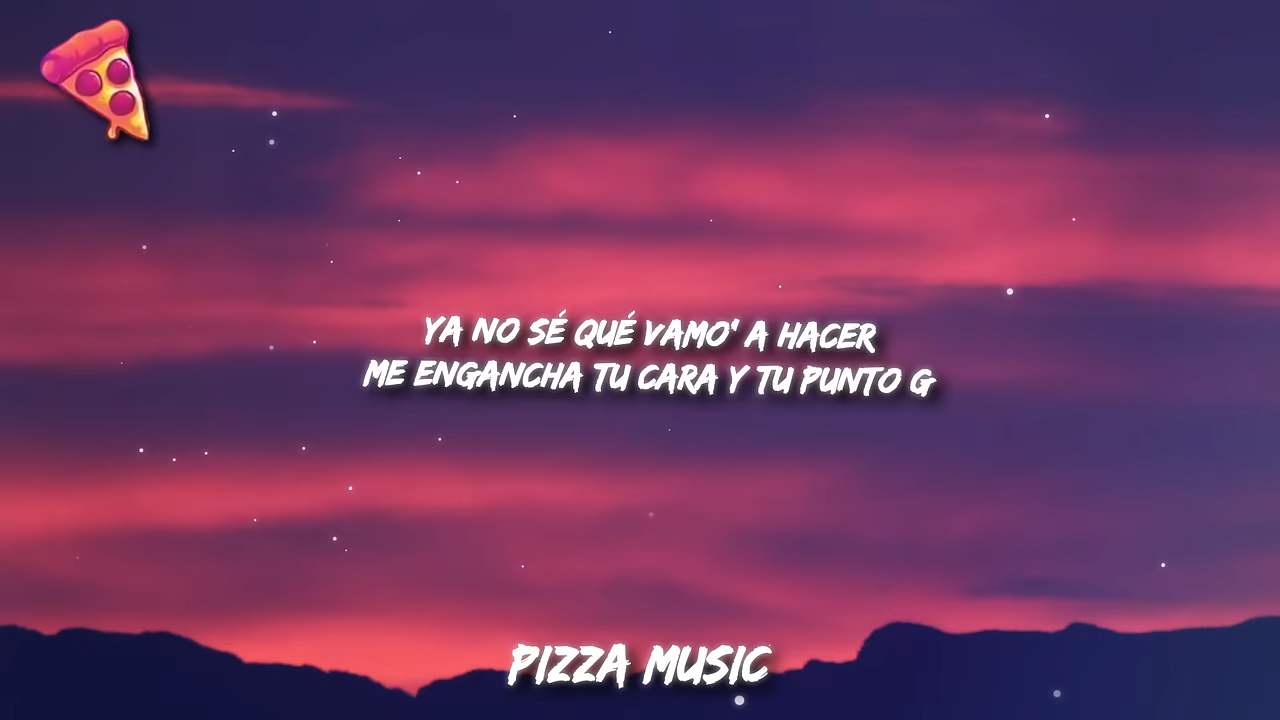 YA NO SÉ QUÉ VAMO' A HACER
ME ENGANCHA TU CARA Y TU PUNTO G
PIZZA MUSIC